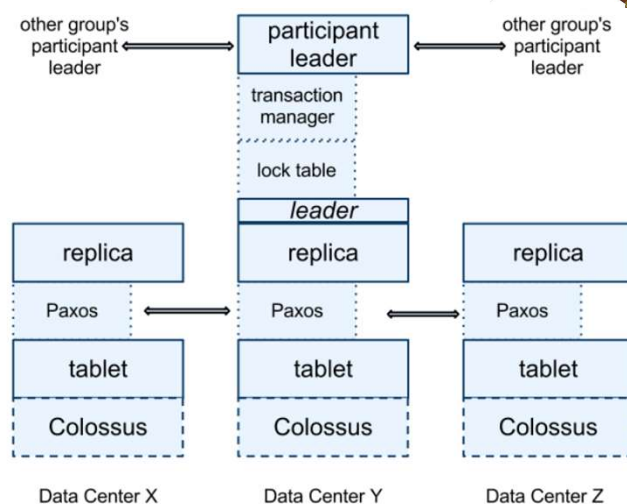 other group's
participant
leader
participant
leader
other group's
participant
leader
transaction
manager
lock table
leader
replica
replica
replica
Paxos
Paxos
Paxos
tablet
tablet
tablet
Colossus
Colossus
Colossus
Data Center X
Data Center Y
Data Center Z